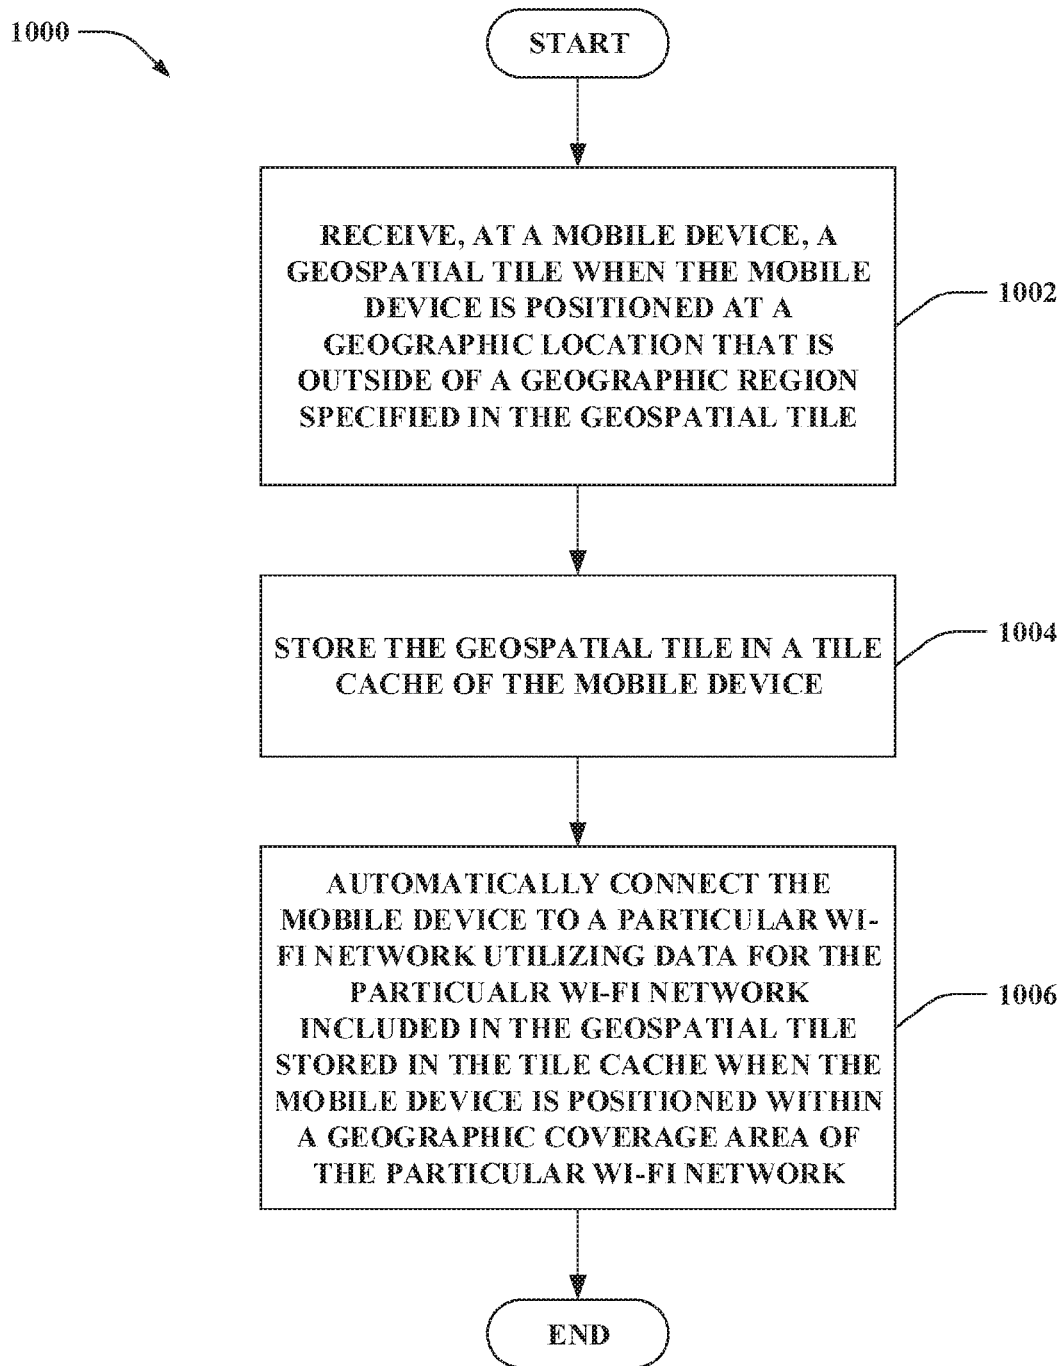 1000
START
RECEIVE, AT A MOBILE DEVICE, A
GEOSPATIAL TILE WHEN THE MOBILE
DEVICE IS POSITIONED AT A
GEOGRAPHIC LOCATION THAT IS
OUTSIDE OF A GEOGRAPHIC REGION
SPECIFIED IN THE GEOSPATIAL TILE
1002
STORE THE GEOSPATIAL TILE IN A TILE
CACHE OF THE MOBILE DEVICE
1004
AUTOMATICALLY CONNECT THE
MOBILE DEVICE TO A PARTICULAR WI-
FI NETWORK UTILIZING DATA FOR THE
PARTICUALR WI-FI NETWORK
INCLUDED IN THE GEOSPATIAL TILE
STORED IN THE TILE CACHE WHEN THE
MOBILE DEVICE IS POSITIONED WITHIN
A GEOGRAPHIC COVERAGE AREA OF
THE PARTICULAR WI-FI NETWORK
1006
END